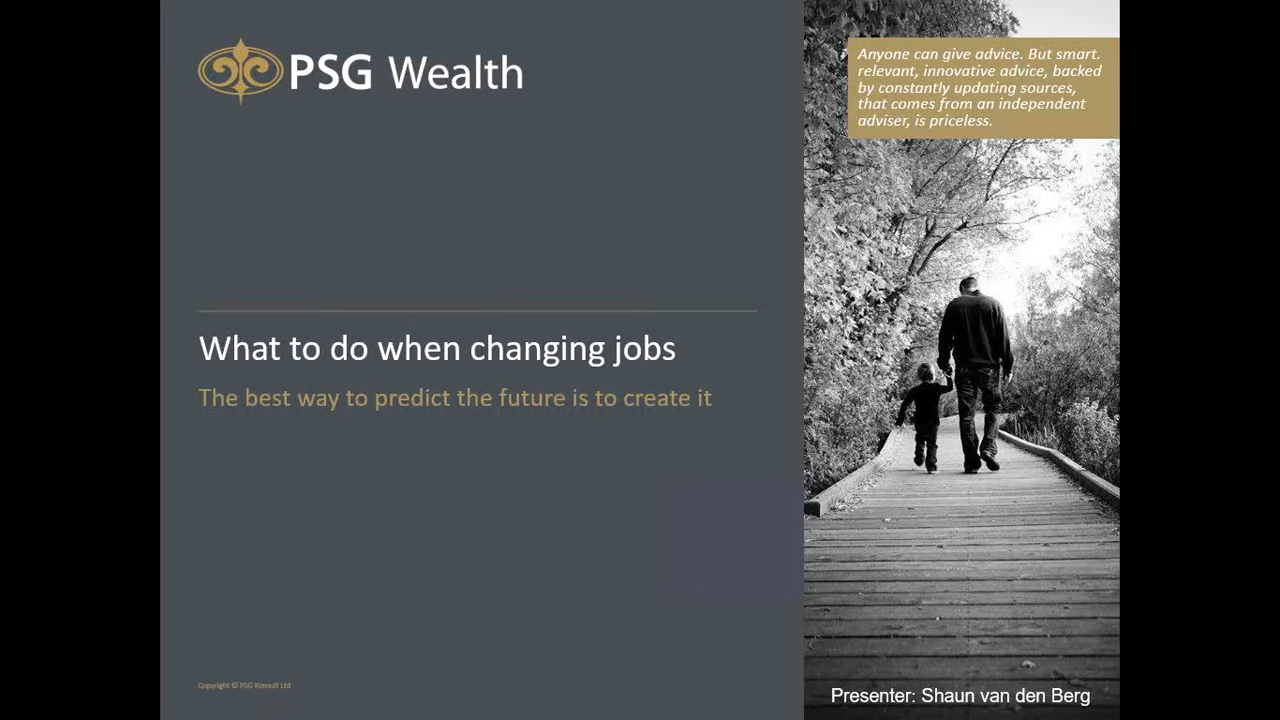 PSG Wealth
Anyone can give advice. But smart.
relevant, innovative advice, backed
by constantly updating sources,
that comes from an independent
adviser, is priceless.
What to do when changing jobs
The best way to predict the future is to create it
Copyright © PSG Konsult Ltd
Presenter: Shaun van den Berg